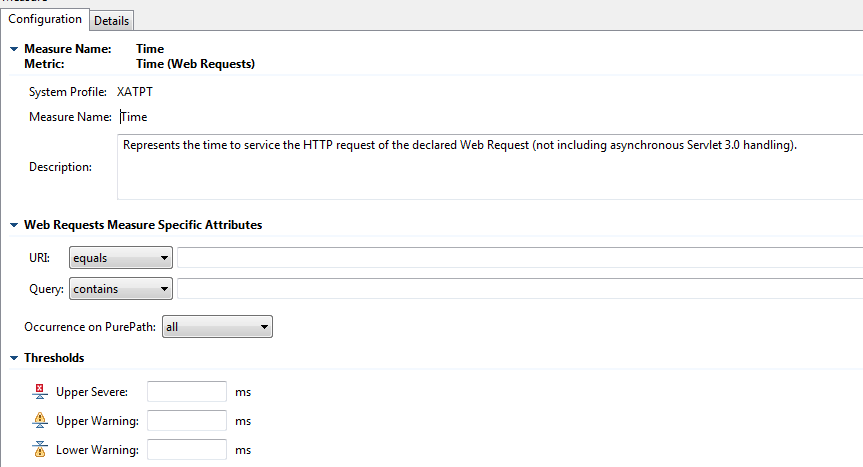 Configuration
Details
Measure Name: Time
Metric: Time (Web Requests)
System Profile: XATPT
Measure Name: Time
Represents the time to service the HTTP request of the declared Web Request (not including asynchronous Servlet 3.0 handling).
Description:
Web Requests Measure Specific Attributes
URI: equals
Query: contains
Occurrence on PurePath: all
Thresholds
Upper Severe: ms
Upper Warning: ms
Lower Warning: ms